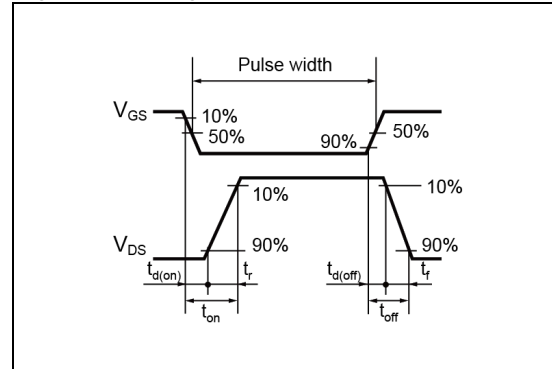 Pulse width
VGS
10%
50%
90%
50%
10%
10%
VDS
90%
90%
td(on)
tr
td(off)
tf
ton
toff